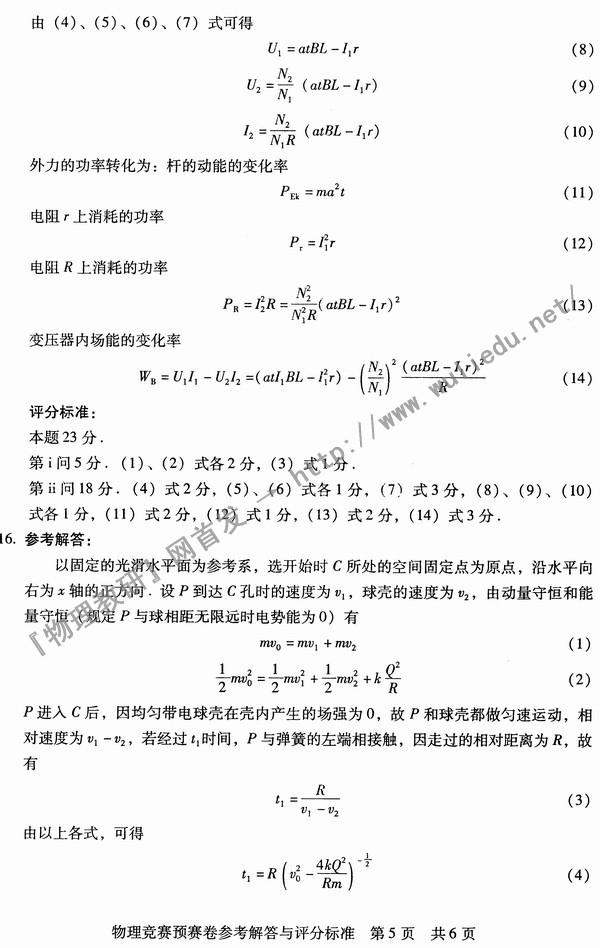 由（4）、（5）、（6）、（7）式可得
U₁ = atBL − I₁r （8）
U₂ = N₂/N₁ （atBL − I₁r） （9）
I₂ = N₂/(N₁R) （atBL − I₁r） （10）
外力的功率转化为：杆的动能的变化率
P_Ek = ma²t （11）
电阻 r 上消耗的功率
P_r = I₁²r （12）
电阻 R 上消耗的功率
P_R = I₂²R = N₂²/(N₁²R) (atBL − I₁r)² （13）
变压器内场能的变化率
W_B = U₁I₁ − U₂I₂ = (atI₁BL − I₁²r) − (N₂/N₁)² (atBL − I₁r)²/R （14）
评分标准：
本题 23 分．
第 i 问 5 分．（1）、（2）式各 2 分，（3）式 1 分．
第 ii 问 18 分．（4）式 2 分，（5）、（6）式各 1 分，（7）式 3 分，（8）、（9）、（10）
式各 1 分，（11）式 2 分，（12）式 1 分，（13）式 2 分，（14）式 3 分．
16. 参考解答：
以固定的光滑水平面为参考系，选开始时 C 所处的空间固定点为原点，沿水平向
右为 x 轴的正方向．设 P 到达 C 孔时的速度为 v₁，球壳的速度为 v₂，由动量守恒和能
量守恒（规定 P 与球相距无限远时电势能为 0）有
mv₀ = mv₁ + mv₂ （1）
1/2 mv₀² = 1/2 mv₁² + 1/2 mv₂² + k Q²/R （2）
P 进入 C 后，因均匀带电球壳在壳内产生的场强为 0，故 P 和球壳都做匀速运动，相
对速度为 v₁ − v₂，若经过 t₁ 时间，P 与弹簧的左端相接触，因走过的相对距离为 R，故
有
t₁ = R/(v₁ − v₂) （3）
由以上各式，可得
t₁ = R (v₀² − 4kQ²/(Rm))^(−1/2) （4）
物理竞赛预赛卷参考解答与评分标准 第 5 页 共 6 页
『物理教研』网首发 — http://www.wuliedu.net/